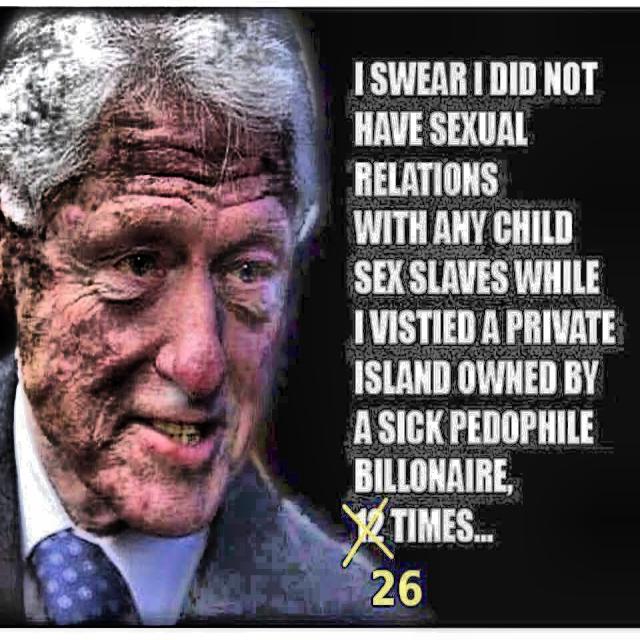 I SWEAR I DID NOT
HAVE SEXUAL
RELATIONS
WITH ANY CHILD
SEX SLAVES WHILE
I VISTIED A PRIVATE
ISLAND OWNED BY
A SICK PEDOPHILE
BILLONAIRE,
12 TIMES...
26